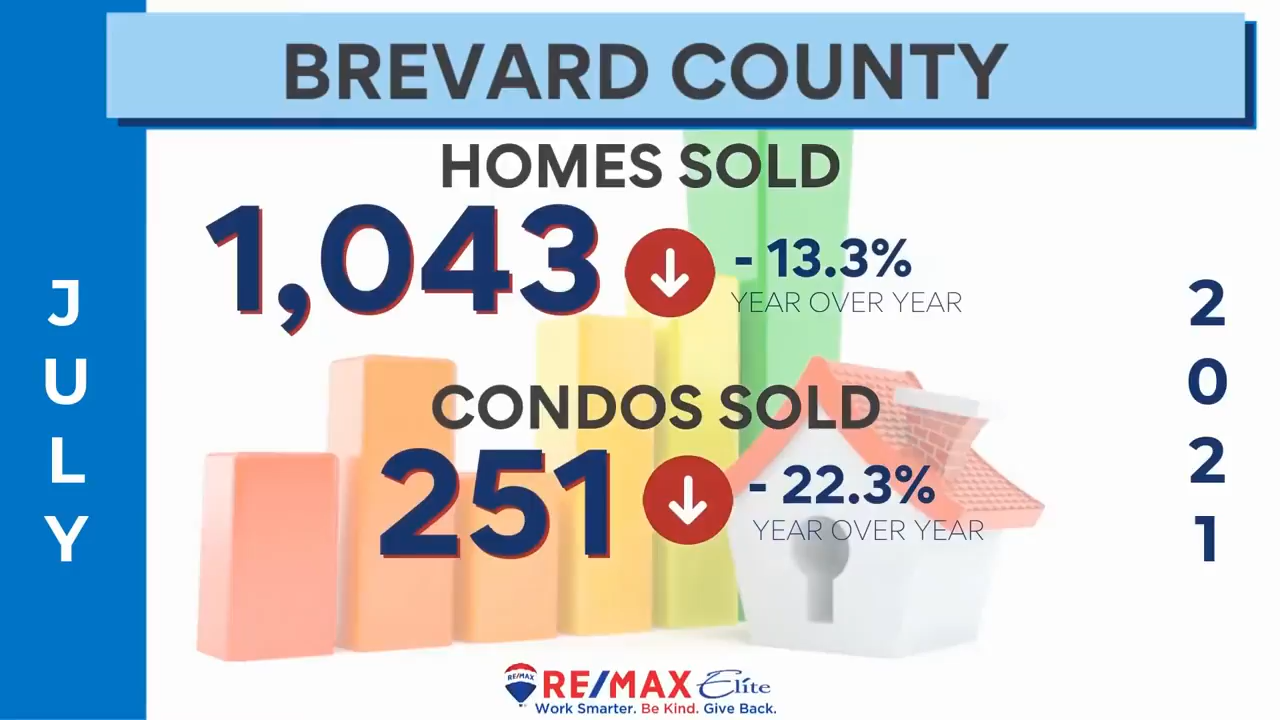 BREVARD COUNTY
HOMES SOLD
1,043
- 13.3%
YEAR OVER YEAR
CONDOS SOLD
251
- 22.3%
YEAR OVER YEAR
JULY
2021
RE/MAX
RE/MAX Elite
Work Smarter. Be Kind. Give Back.